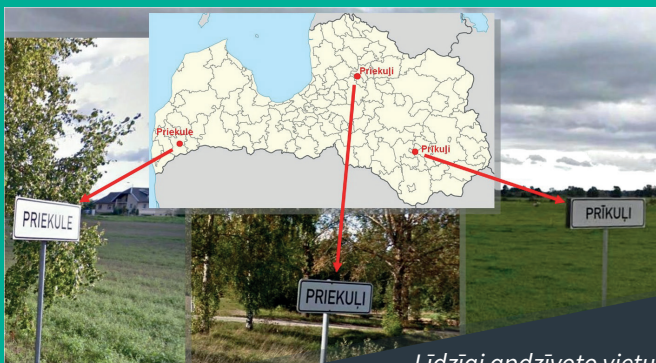 Priekuļi
Priekule
Prīkuļi
PRIEKULE
PRĪKUĻI
PRIEKUĻI
Līdzīgi apdzīvoto vietu